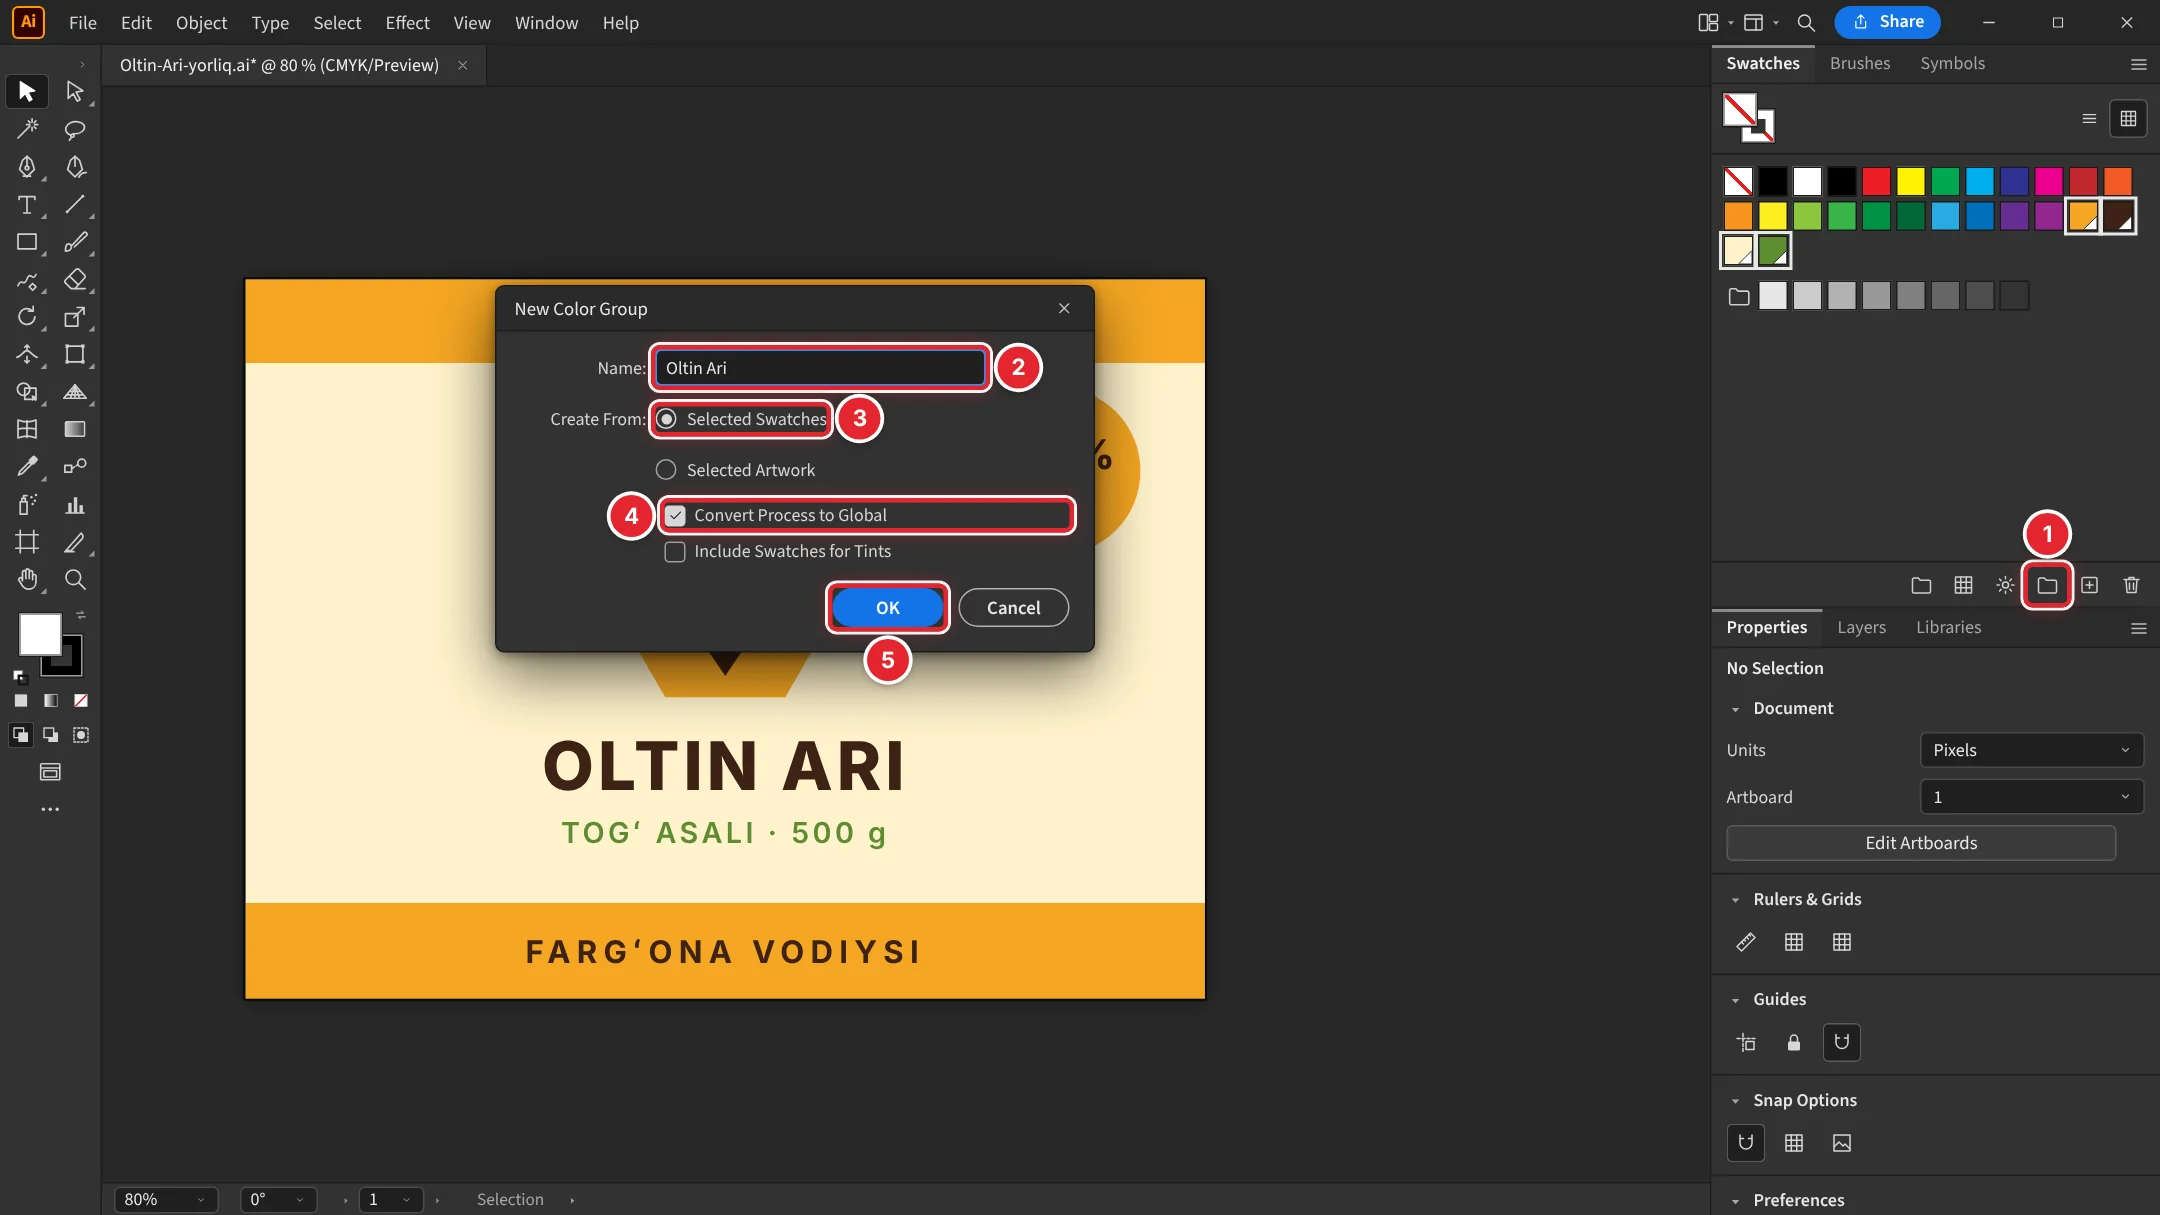 Ai File Edit Object Type Select Effect View Window Help Share
Oltin-Ari-yorliq.ai* @ 80 % (CMYK/Preview)
Swatches Brushes Symbols
New Color Group
Name: Oltin Ari 2
Create From: Selected Swatches 3
Selected Artwork
4 Convert Process to Global
Include Swatches for Tints
OK Cancel
5
%
OLTIN ARI
TOGʻ ASALI · 500 g
FARGʻONA VODIYSI
1
Properties Layers Libraries
No Selection
Document
Units Pixels
Artboard 1
Edit Artboards
Rulers & Grids
Guides
Snap Options
Preferences
80% 0° 1 Selection